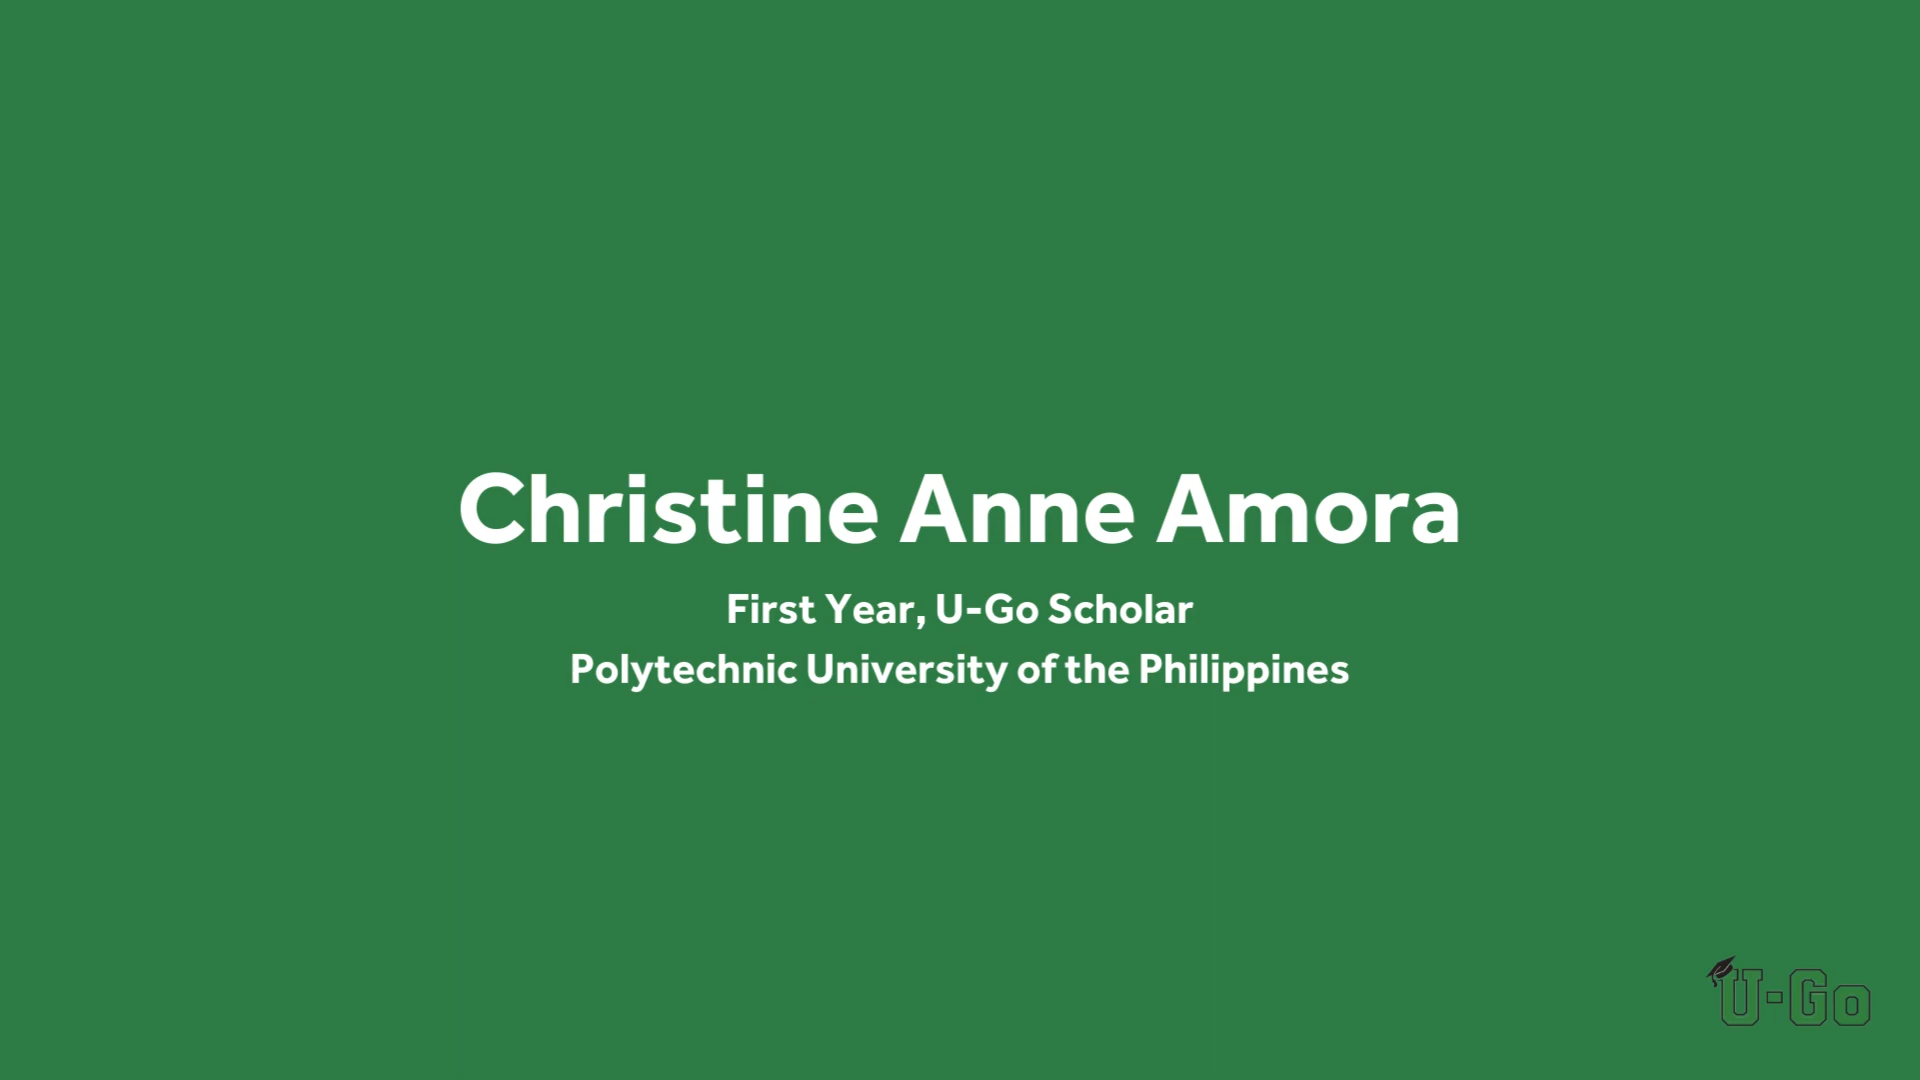 Christine Anne Amora
First Year, U-Go Scholar
Polytechnic University of the Philippines
U-Go